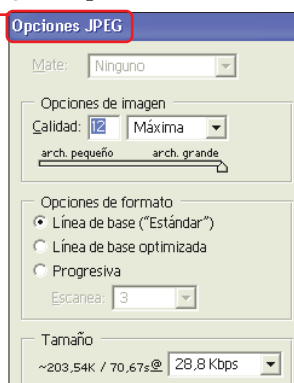 Opciones JPEG
Mate: Ninguno
Opciones de imagen
Calidad: 12 Máxima
arch. pequeño arch. grande
Opciones de formato
Línea de base ("Estándar")
Línea de base optimizada
Progresiva
Escanea: 3
Tamaño
~203,54K / 70,67s@ 28,8 Kbps